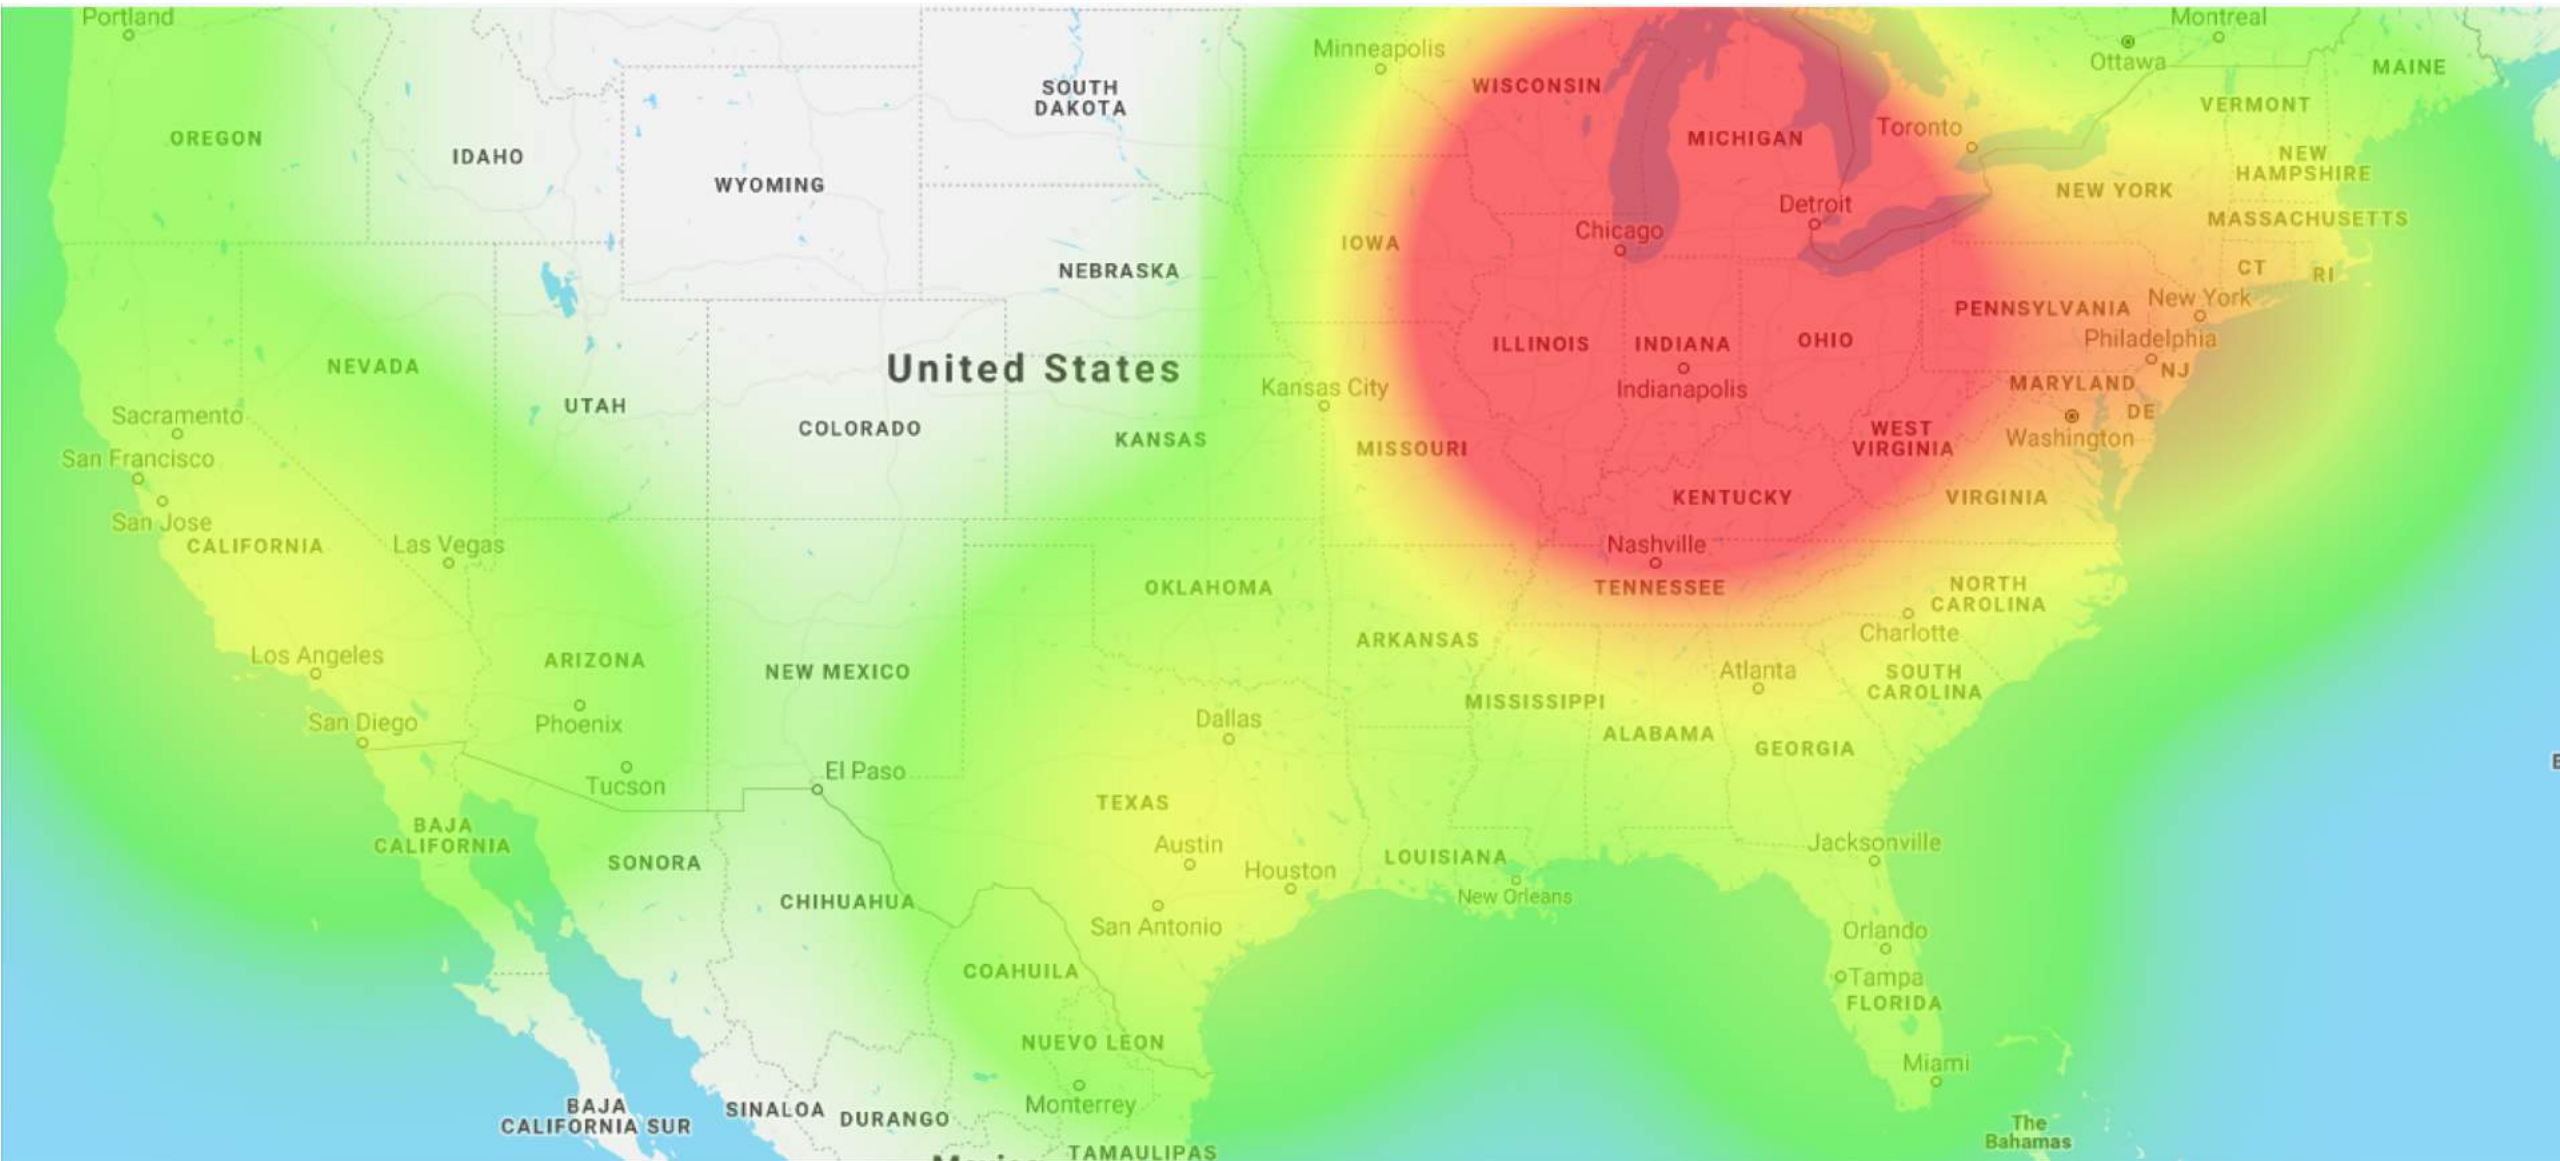 Portland
Minneapolis
Montreal
Ottawa
MAINE
WISCONSIN
SOUTH
DAKOTA
VERMONT
OREGON
IDAHO
MICHIGAN
Toronto
NEW
HAMPSHIRE
WYOMING
NEW YORK
Detroit
MASSACHUSETTS
Chicago
IOWA
NEBRASKA
CT
RI
PENNSYLVANIA
New York
ILLINOIS
INDIANA
OHIO
Philadelphia
NEVADA
United States
NJ
Kansas City
Indianapolis
MARYLAND
UTAH
DE
Sacramento
COLORADO
KANSAS
MISSOURI
WEST
VIRGINIA
Washington
San Francisco
KENTUCKY
VIRGINIA
San Jose
CALIFORNIA
Las Vegas
Nashville
OKLAHOMA
TENNESSEE
NORTH
CAROLINA
ARKANSAS
Charlotte
Los Angeles
ARIZONA
NEW MEXICO
Atlanta
SOUTH
CAROLINA
MISSISSIPPI
San Diego
Phoenix
Dallas
ALABAMA
GEORGIA
Tucson
El Paso
TEXAS
BAJA
CALIFORNIA
Austin
Jacksonville
SONORA
Houston
LOUISIANA
CHIHUAHUA
New Orleans
San Antonio
Orlando
COAHUILA
Tampa
FLORIDA
NUEVO LEON
Miami
BAJA
CALIFORNIA SUR
SINALOA
DURANGO
Monterrey
The
Bahamas
TAMAULIPAS